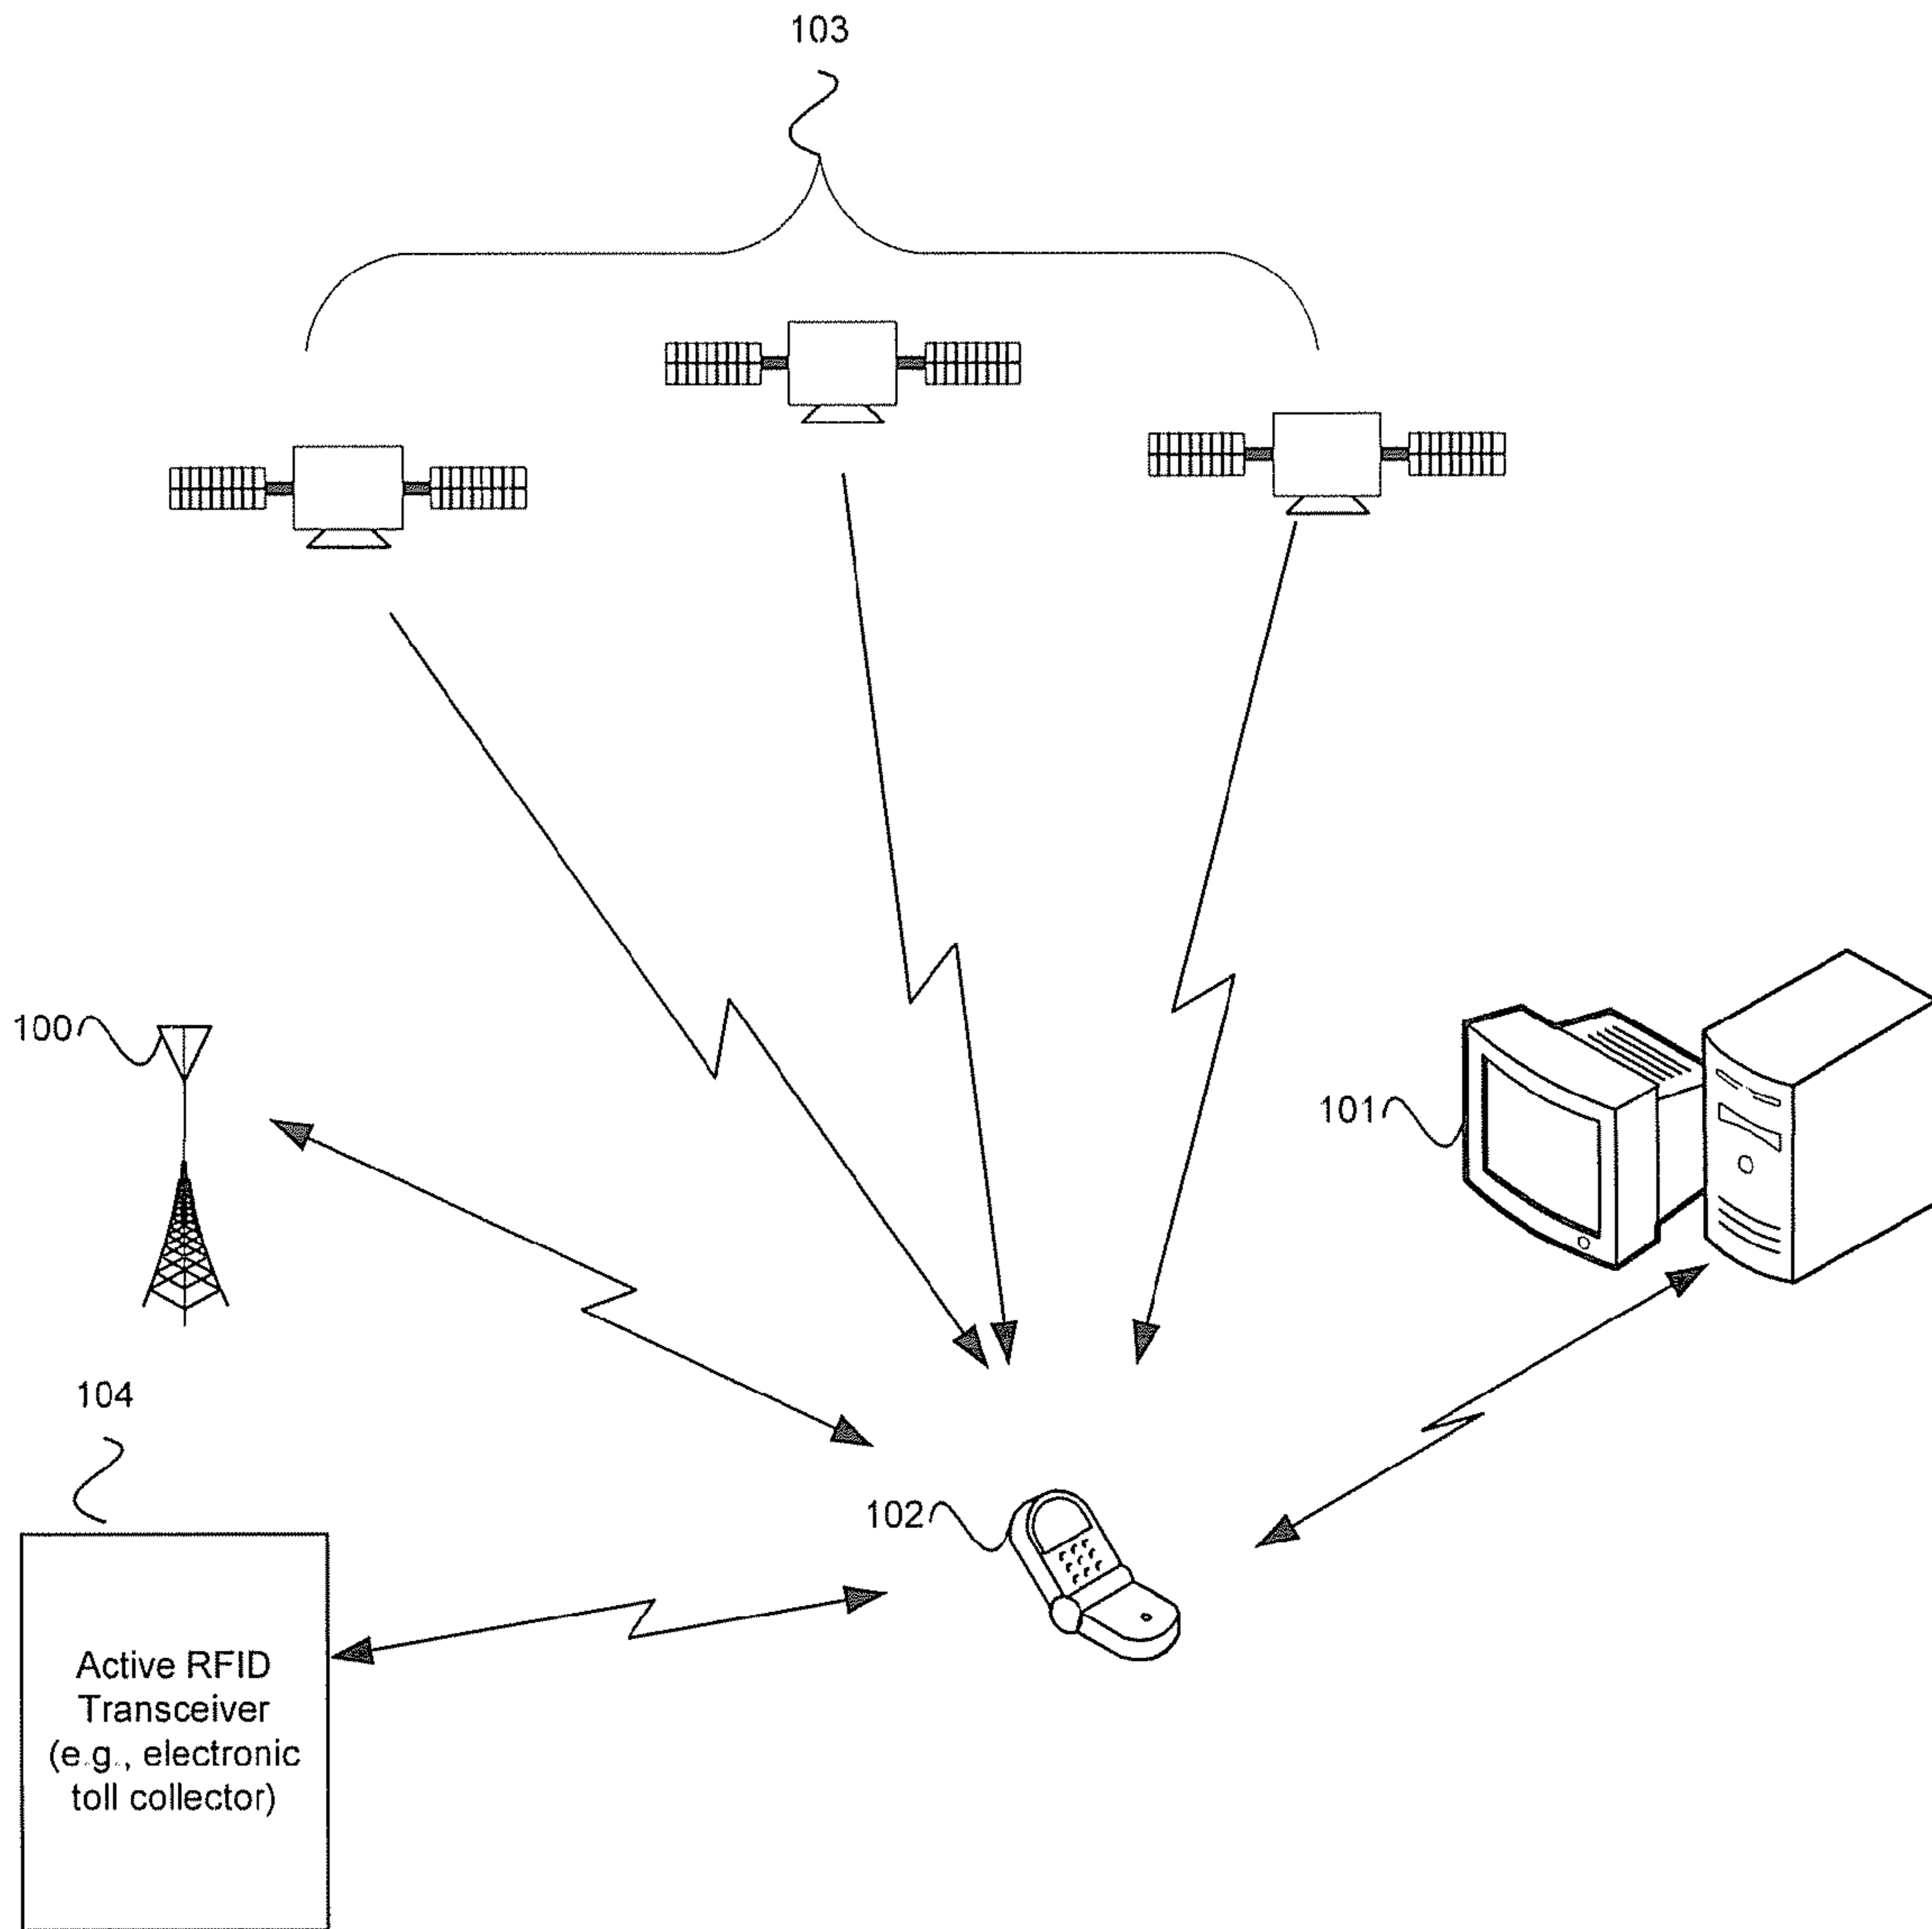 103
100
101
104
102
Active RFID
Transceiver
(e.g., electronic
toll collector)